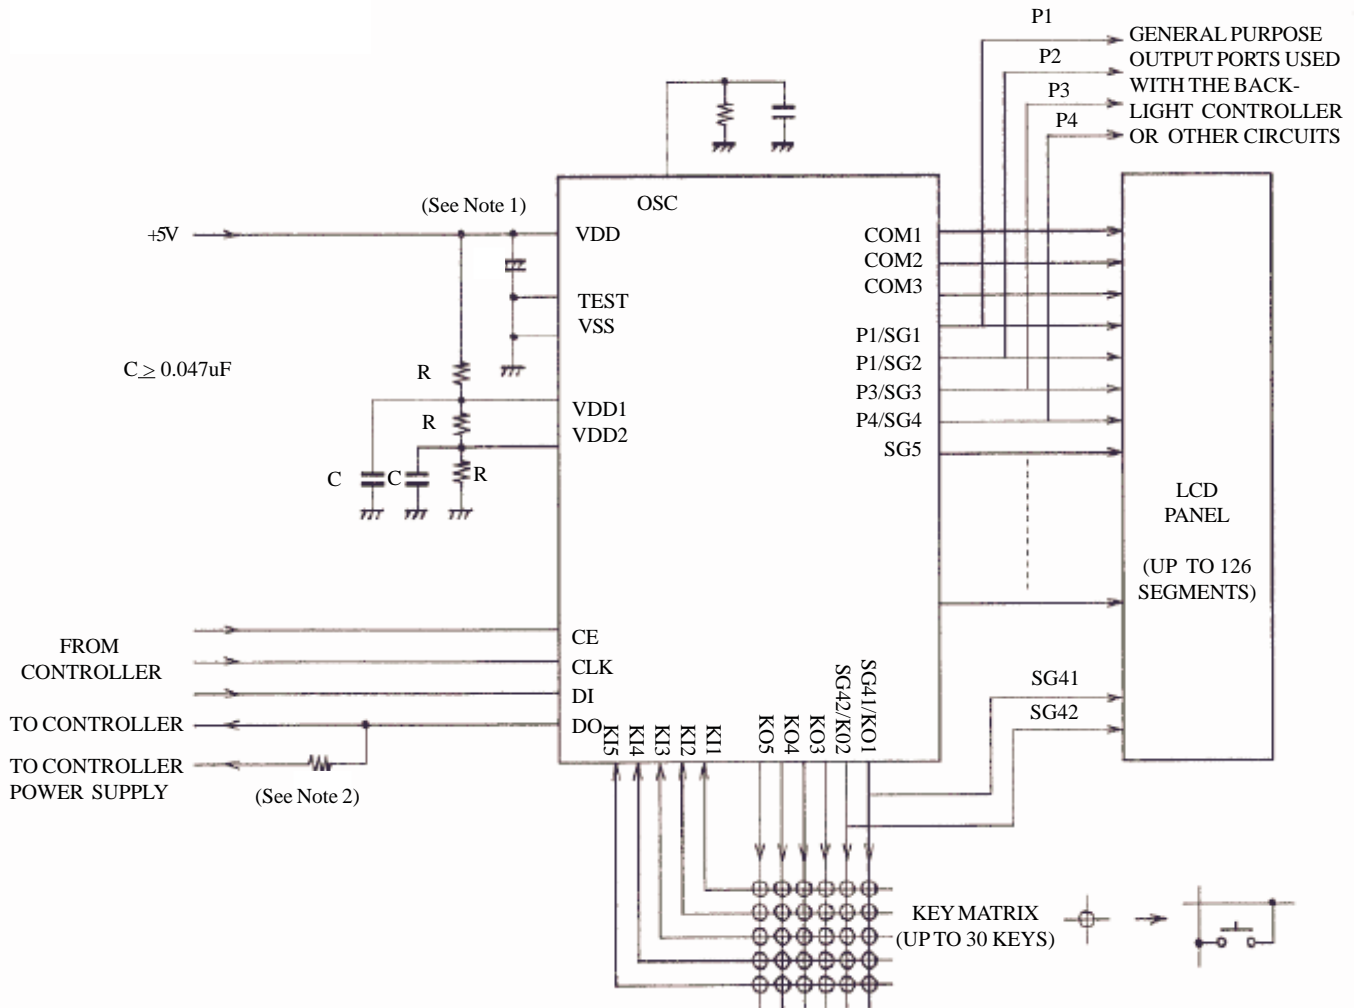 P1
GENERAL PURPOSE
OUTPUT PORTS USED
WITH THE BACK-
LIGHT CONTROLLER
OR OTHER CIRCUITS
P2
P3
P4
OSC
(See Note 1)
+5V
VDD
TEST
VSS
C ≥ 0.047uF
R
VDD1
R
VDD2
C
C
R
COM1
COM2
COM3
P1/SG1
P1/SG2
P3/SG3
P4/SG4
SG5
LCD
PANEL
(UP TO 126
SEGMENTS)
FROM
CONTROLLER
CE
CLK
DI
TO CONTROLLER
DO
TO CONTROLLER
POWER SUPPLY
(See Note 2)
KI5
KI4
KI3
KI2
KI1
KO5
KO4
KO3
SG42/K02
SG41/KO1
SG41
SG42
KEY MATRIX
(UP TO 30 KEYS)